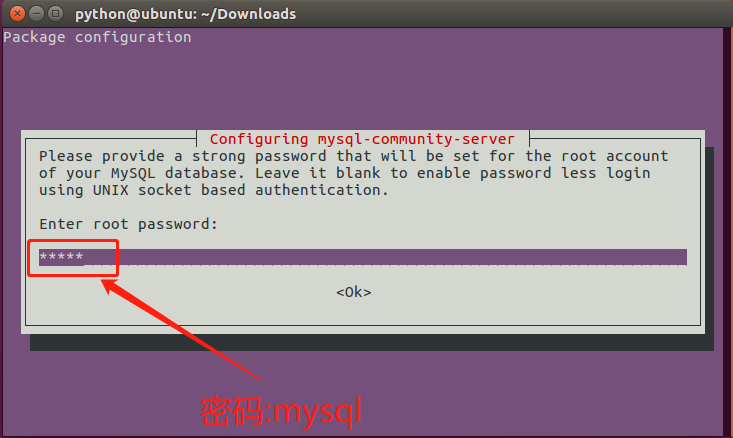 python@ubuntu: ~/Downloads
Package configuration
Configuring mysql-community-server
Please provide a strong password that will be set for the root account
of your MySQL database. Leave it blank to enable password less login
using UNIX socket based authentication.
Enter root password:
*****
<Ok>
密码:mysql